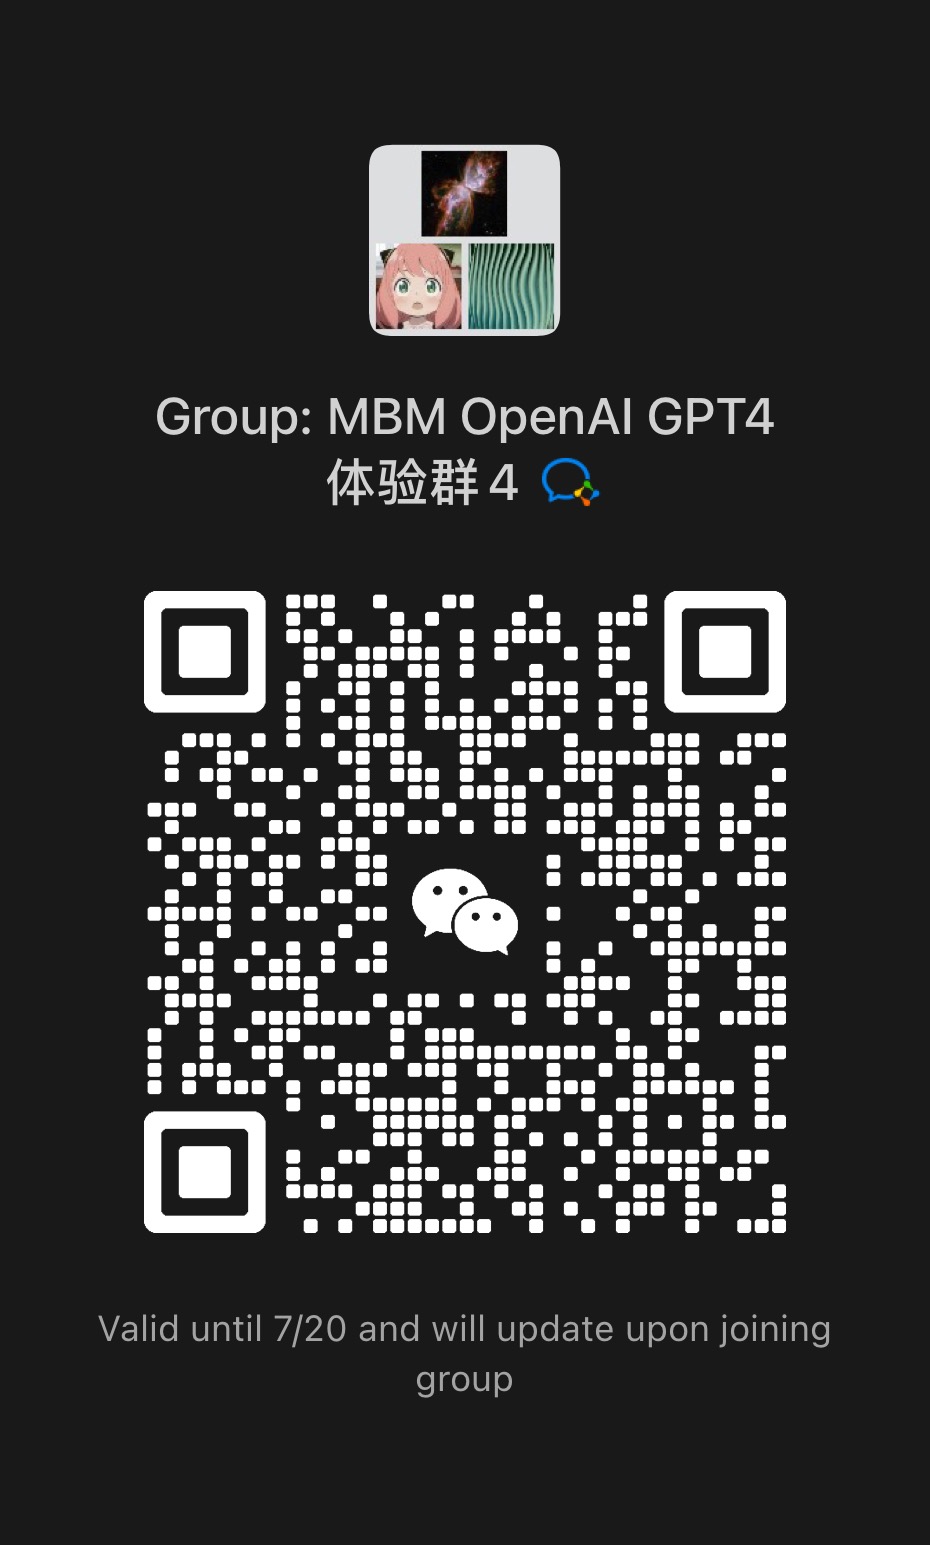 Group: MBM OpenAI GPT4
体验群4
Valid until 7/20 and will update upon joining
group